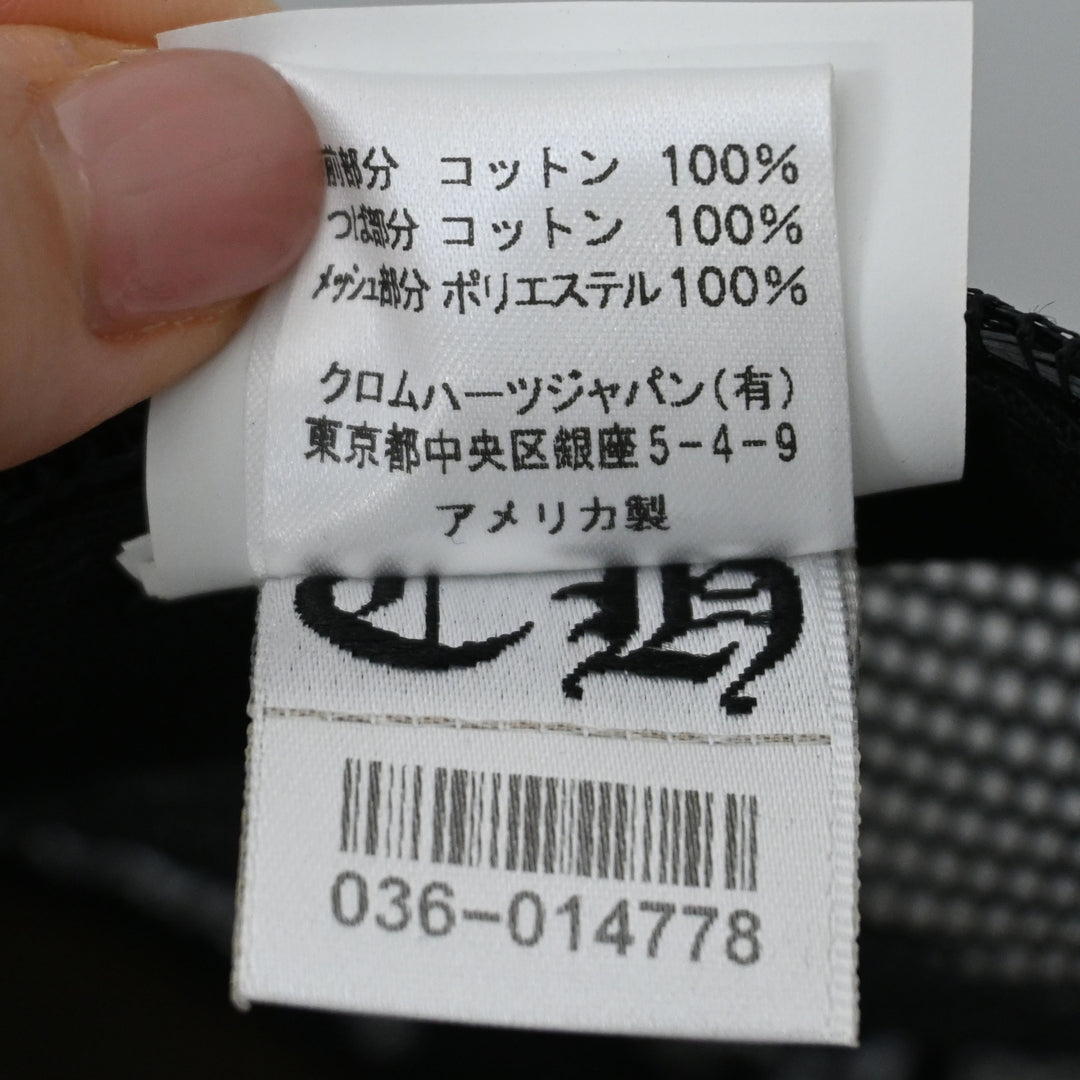 前部分 コットン 100%
つば部分 コットン 100%
メッシュ部分 ポリエステル 100%
クロムハーツジャパン(有)
東京都中央区銀座5-4-9
アメリカ製
CH
036-014778